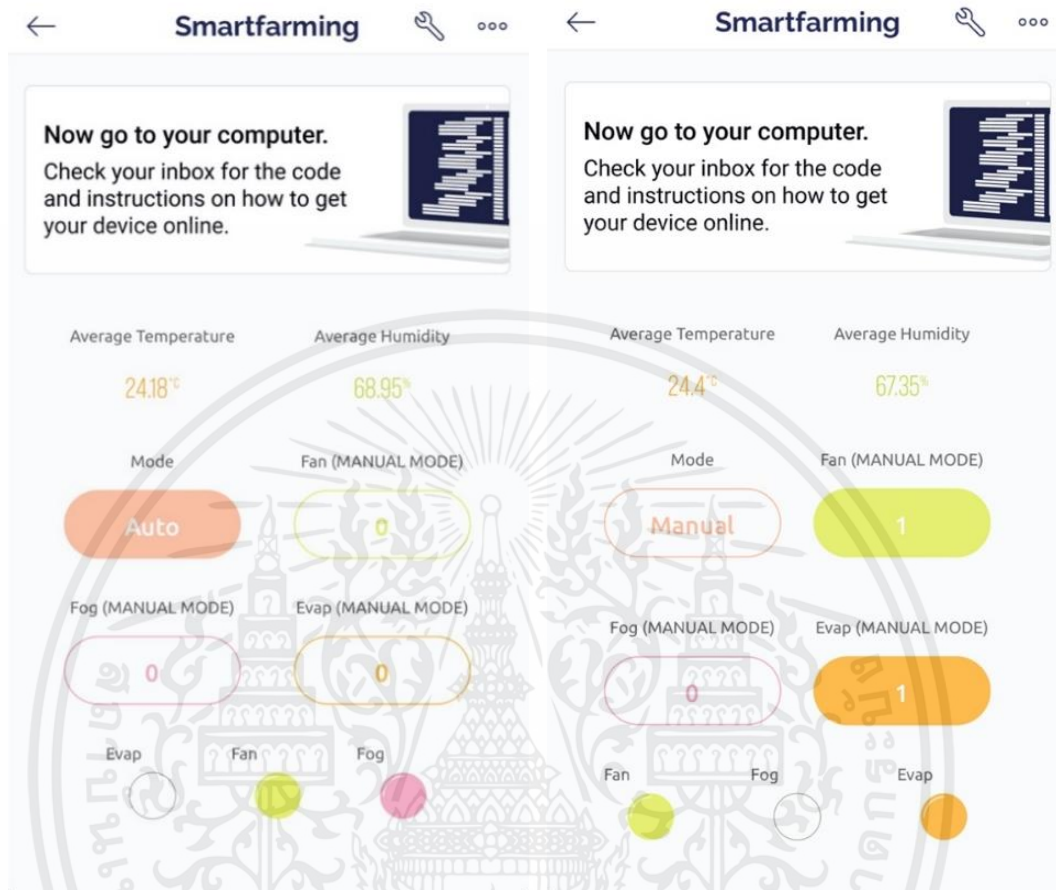 Smartfarming
Now go to your computer.
Check your inbox for the code
and instructions on how to get
your device online.
Average Temperature
Average Humidity
24.18°C
68.95%
Mode
Fan (MANUAL MODE)
Auto
0
Fog (MANUAL MODE)
Evap (MANUAL MODE)
0
0
Evap
Fan
Fog
Smartfarming
Now go to your computer.
Check your inbox for the code
and instructions on how to get
your device online.
Average Temperature
Average Humidity
24.4°C
67.35%
Mode
Fan (MANUAL MODE)
Manual
1
Fog (MANUAL MODE)
Evap (MANUAL MODE)
0
1
Fan
Fog
Evap